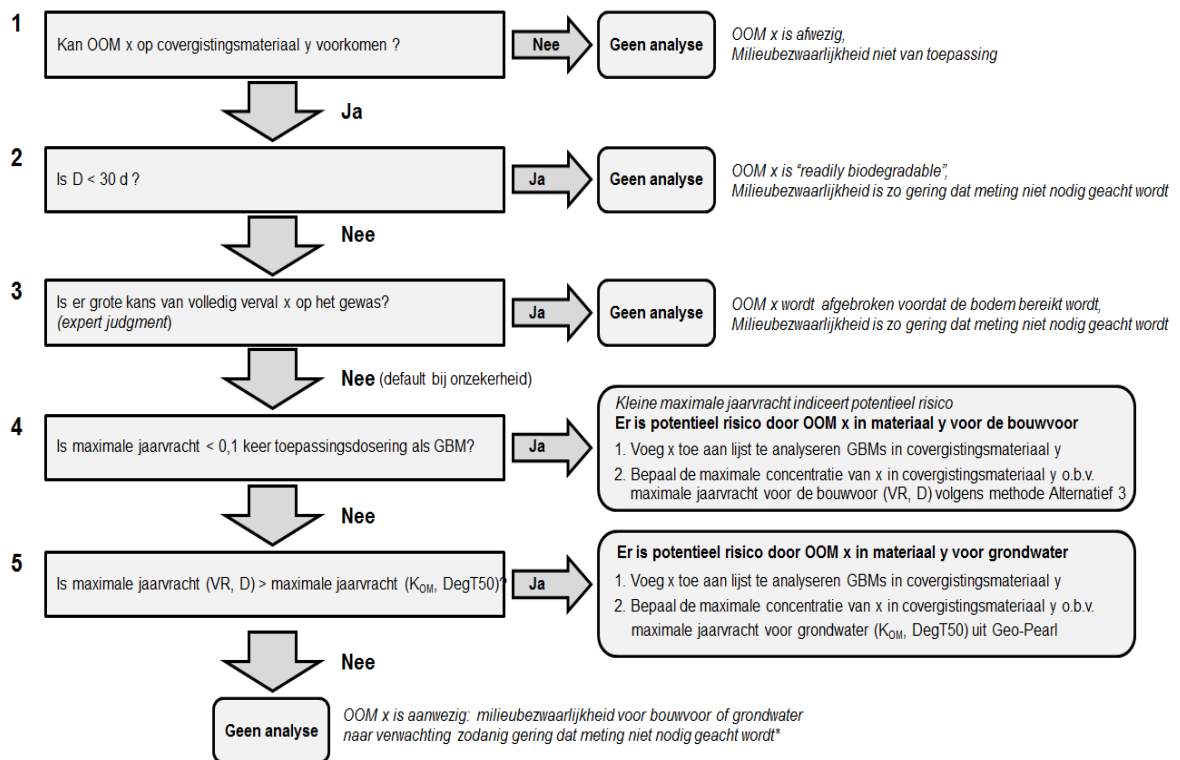 1
Kan OOM x op covergistingsmateriaal y voorkomen ?
Nee
Geen analyse
OOM x is afwezig,
Milieubezwaarlijkheid niet van toepassing
Ja
2
Is D < 30 d ?
Ja
Geen analyse
OOM x is “readily biodegradable”,
Milieubezwaarlijkheid is zo gering dat meting niet nodig geacht wordt
Nee
3
Is er grote kans van volledig verval x op het gewas?
(expert judgment)
Ja
Geen analyse
OOM x wordt afgebroken voordat de bodem bereikt wordt,
Milieubezwaarlijkheid is zo gering dat meting niet nodig geacht wordt
Nee (default bij onzekerheid)
4
Is maximale jaarvracht < 0,1 keer toepassingsdosering als GBM?
Ja
Kleine maximale jaarvracht indiceert potentieel risico
Er is potentieel risico door OOM x in materiaal y voor de bouwvoor
1. Voeg x toe aan lijst te analyseren GBMs in covergistingsmateriaal y
2. Bepaal de maximale concentratie van x in covergistingsmateriaal y o.b.v.
maximale jaarvracht voor de bouwvoor (VR, D) volgens methode Alternatief 3
Nee
5
Is maximale jaarvracht (VR, D) > maximale jaarvracht (KOM, DegT50)?
Ja
Er is potentieel risico door OOM x in materiaal y voor grondwater
1. Voeg x toe aan lijst te analyseren GBMs in covergistingsmateriaal y
2. Bepaal de maximale concentratie van x in covergistingsmateriaal y o.b.v.
maximale jaarvracht voor grondwater (KOM, DegT50) uit Geo-Pearl
Nee
Geen analyse
OOM x is aanwezig: milieubezwaarlijkheid voor bouwvoor of grondwater
naar verwachting zodanig gering dat meting niet nodig geacht wordt*